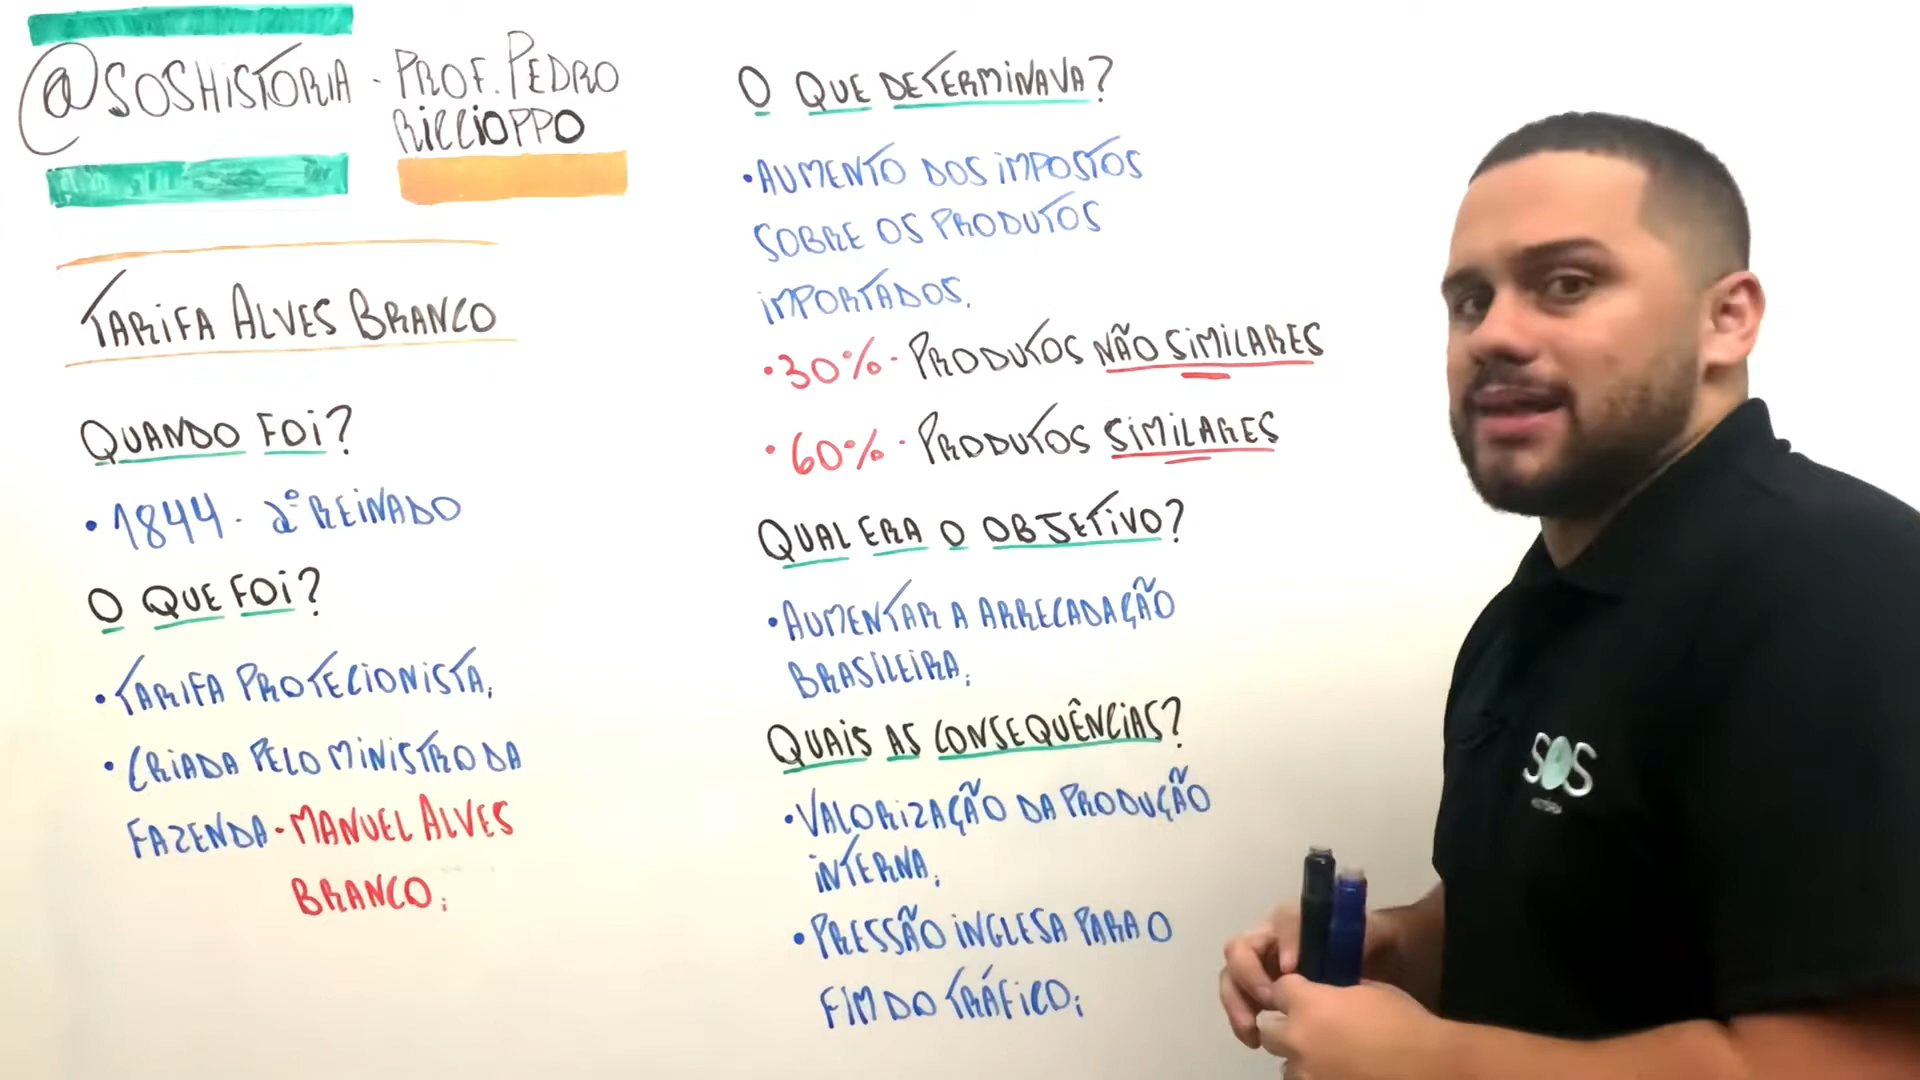 @SOSHISTORIA - PROF. PEDRO
RICCIOPPO
TARIFA ALVES BRANCO
QUANDO FOI?
• 1844 - 2º REINADO
O QUE FOI?
• TARIFA PROTECIONISTA;
• CRIADA PELO MINISTRO DA
FAZENDA - MANUEL ALVES
BRANCO;
O QUE DETERMINAVA?
• AUMENTO DOS IMPOSTOS
SOBRE OS PRODUTOS
IMPORTADOS.
• 30% - PRODUTOS NÃO SIMILARES
• 60% - PRODUTOS SIMILARES
QUAL ERA O OBJETIVO?
• AUMENTAR A ARRECADAÇÃO
BRASILEIRA;
QUAIS AS CONSEQUÊNCIAS?
• VALORIZAÇÃO DA PRODUÇÃO
INTERNA;
• PRESSÃO INGLESA PARA O
FIM DO TRÁFICO;
SOS
HISTÓRIA